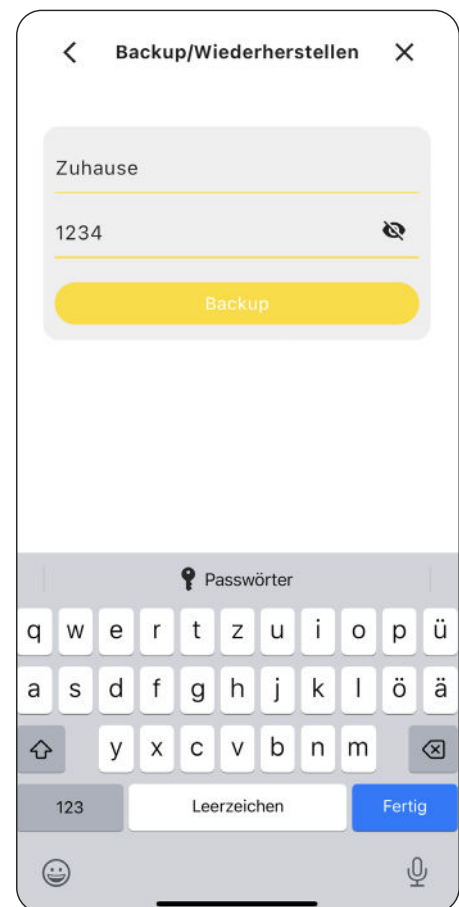 Backup/Wiederherstellen
Zuhause
1234
Backup
Passwörter
q w e r t z u i o p ü
a s d f g h j k l ö ä
y x c v b n m
123 Leerzeichen Fertig